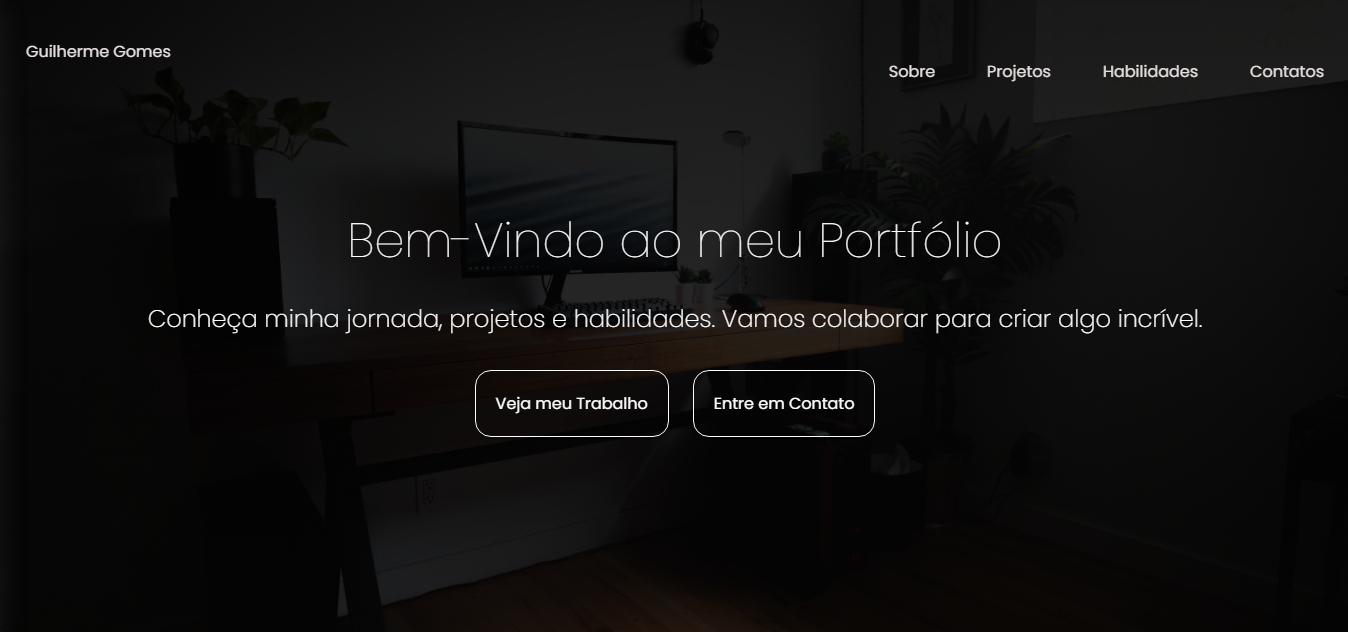 Guilherme Gomes
Sobre Projetos Habilidades Contatos
Bem-Vindo ao meu Portfólio
Conheça minha jornada, projetos e habilidades. Vamos colaborar para criar algo incrível.
Veja meu Trabalho Entre em Contato